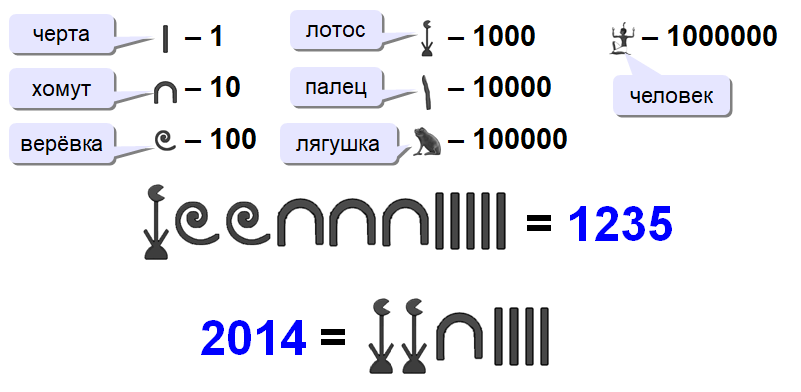 черта – 1
лотос – 1000
– 1000000
хомут – 10
палец – 10000
человек
верёвка – 100
лягушка – 100000
= 1235
2014 =